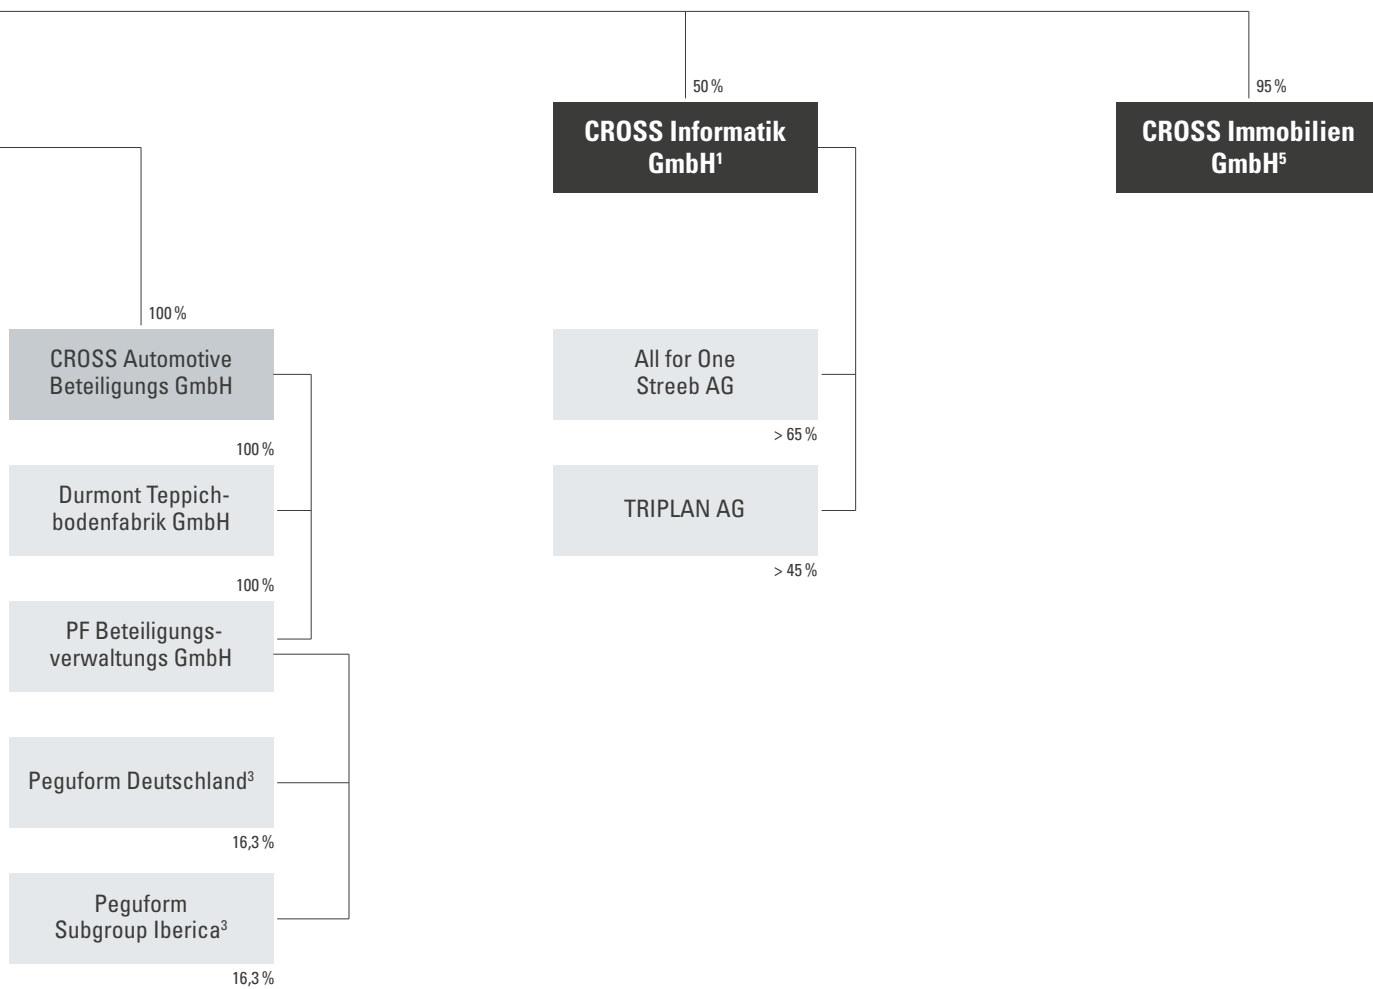 50 %
95 %
CROSS Informatik
GmbH¹
CROSS Immobilien
GmbH⁵
100 %
CROSS Automotive
Beteiligungs GmbH
All for One
Streeb AG
> 65 %
100 %
Durmont Teppich-
bodenfabrik GmbH
TRIPLAN AG
> 45 %
100 %
PF Beteiligungs-
verwaltungs GmbH
Peguform Deutschland³
16,3 %
Peguform
Subgroup Iberica³
16,3 %